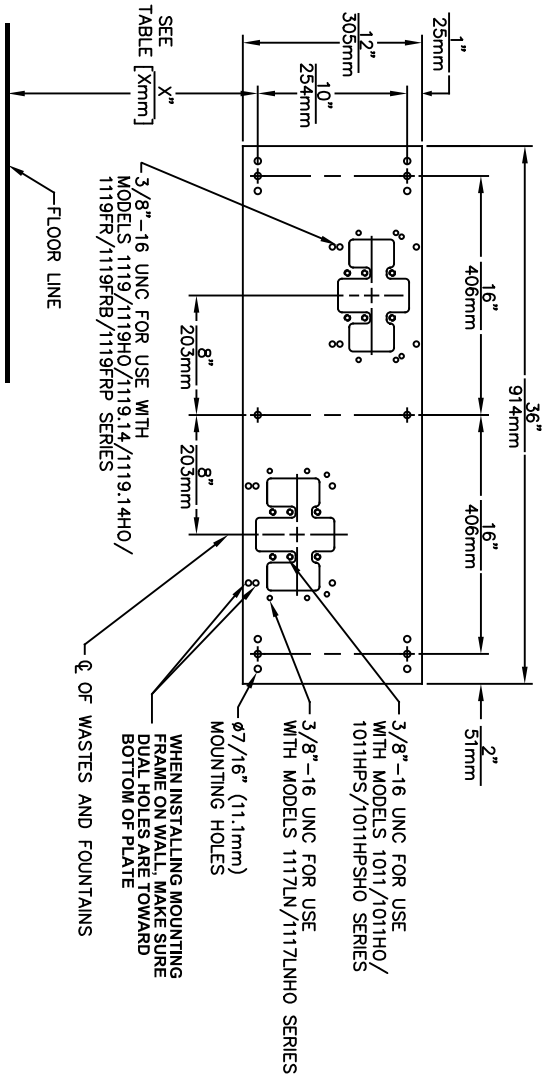 36"
914mm
16"
406mm
16"
406mm
2"
51mm
1"
25mm
12"
305mm
10"
254mm
X"
[Xmm]
SEE
TABLE
8"
203mm
8"
203mm
FLOOR LINE
3/8"-16 UNC FOR USE WITH
MODELS 1119/1119HO/1119.14/1119.14HO/
1119FR/1119FRB/1119FRP SERIES
3/8"-16 UNC FOR USE
WITH MODELS 1011/1011HO/
1011HPS/1011HPSHO SERIES
3/8"-16 UNC FOR USE
WITH MODELS 1117LN/1117LNHO SERIES
ø7/16" (11.1mm)
MOUNTING HOLES
WHEN INSTALLING MOUNTING
FRAME ON WALL, MAKE SURE
DUAL HOLES ARE TOWARD
BOTTOM OF PLATE
℄ OF WASTES AND FOUNTAINS